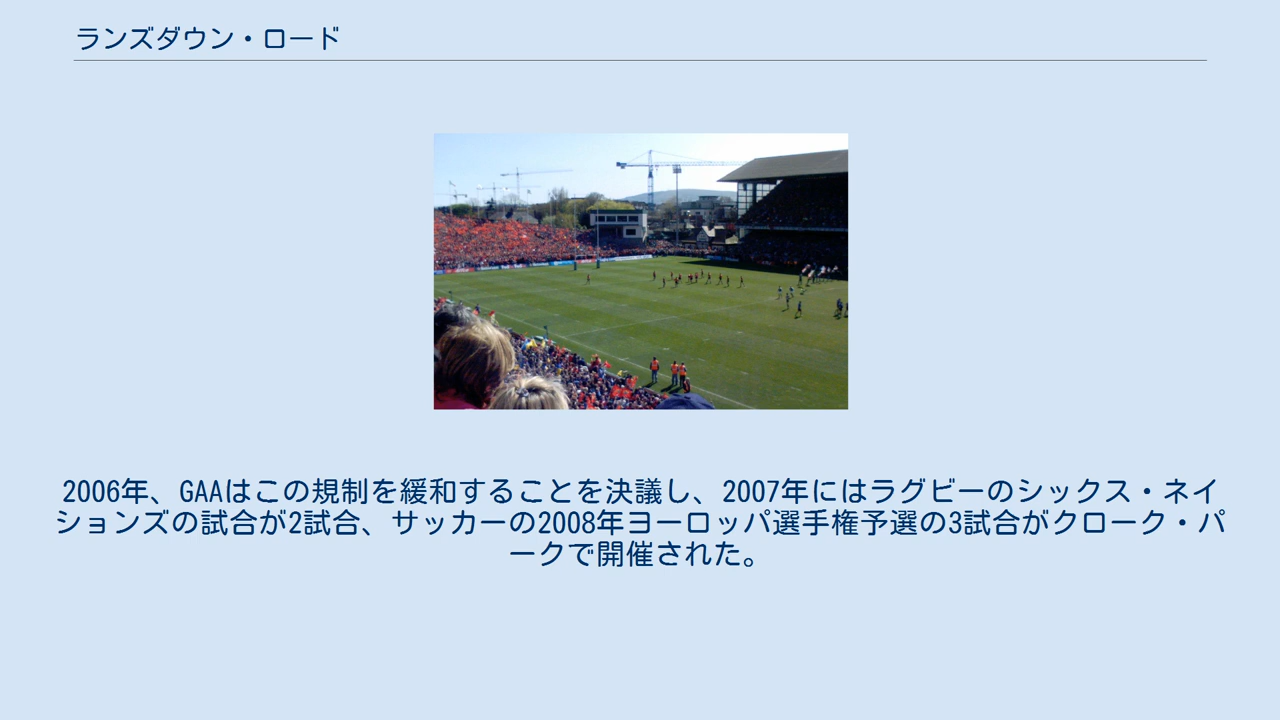 ランズダウン・ロード
2006年、GAAはこの規制を緩和することを決議し、2007年にはラグビーのシックス・ネイ
ションズの試合が2試合、サッカーの2008年ヨーロッパ選手権予選の3試合がクローク・パ
ークで開催された。